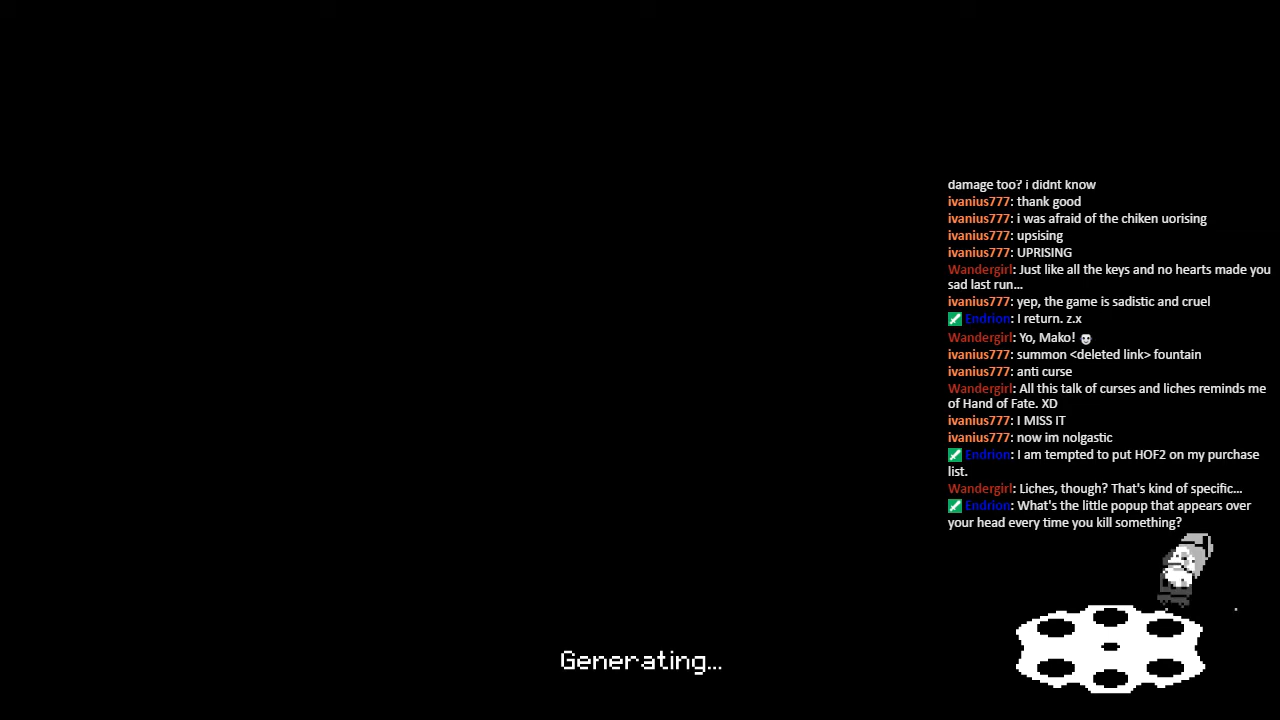 damage too? i didnt know
ivanius777: thank good
ivanius777: i was afraid of the chiken uorising
ivanius777: upsising
ivanius777: UPRISING
Wandergirl: Just like all the keys and no hearts made you
sad last run...
ivanius777: yep, the game is sadistic and cruel
Endrion: I return. z.x
Wandergirl: Yo, Mako!
ivanius777: summon <deleted link> fountain
ivanius777: anti curse
Wandergirl: All this talk of curses and liches reminds me
of Hand of Fate. XD
ivanius777: I MISS IT
ivanius777: now im nolgastic
Endrion: I am tempted to put HOF2 on my purchase
list.
Wandergirl: Liches, though? That's kind of specific...
Endrion: What's the little popup that appears over
your head every time you kill something?
Generating...